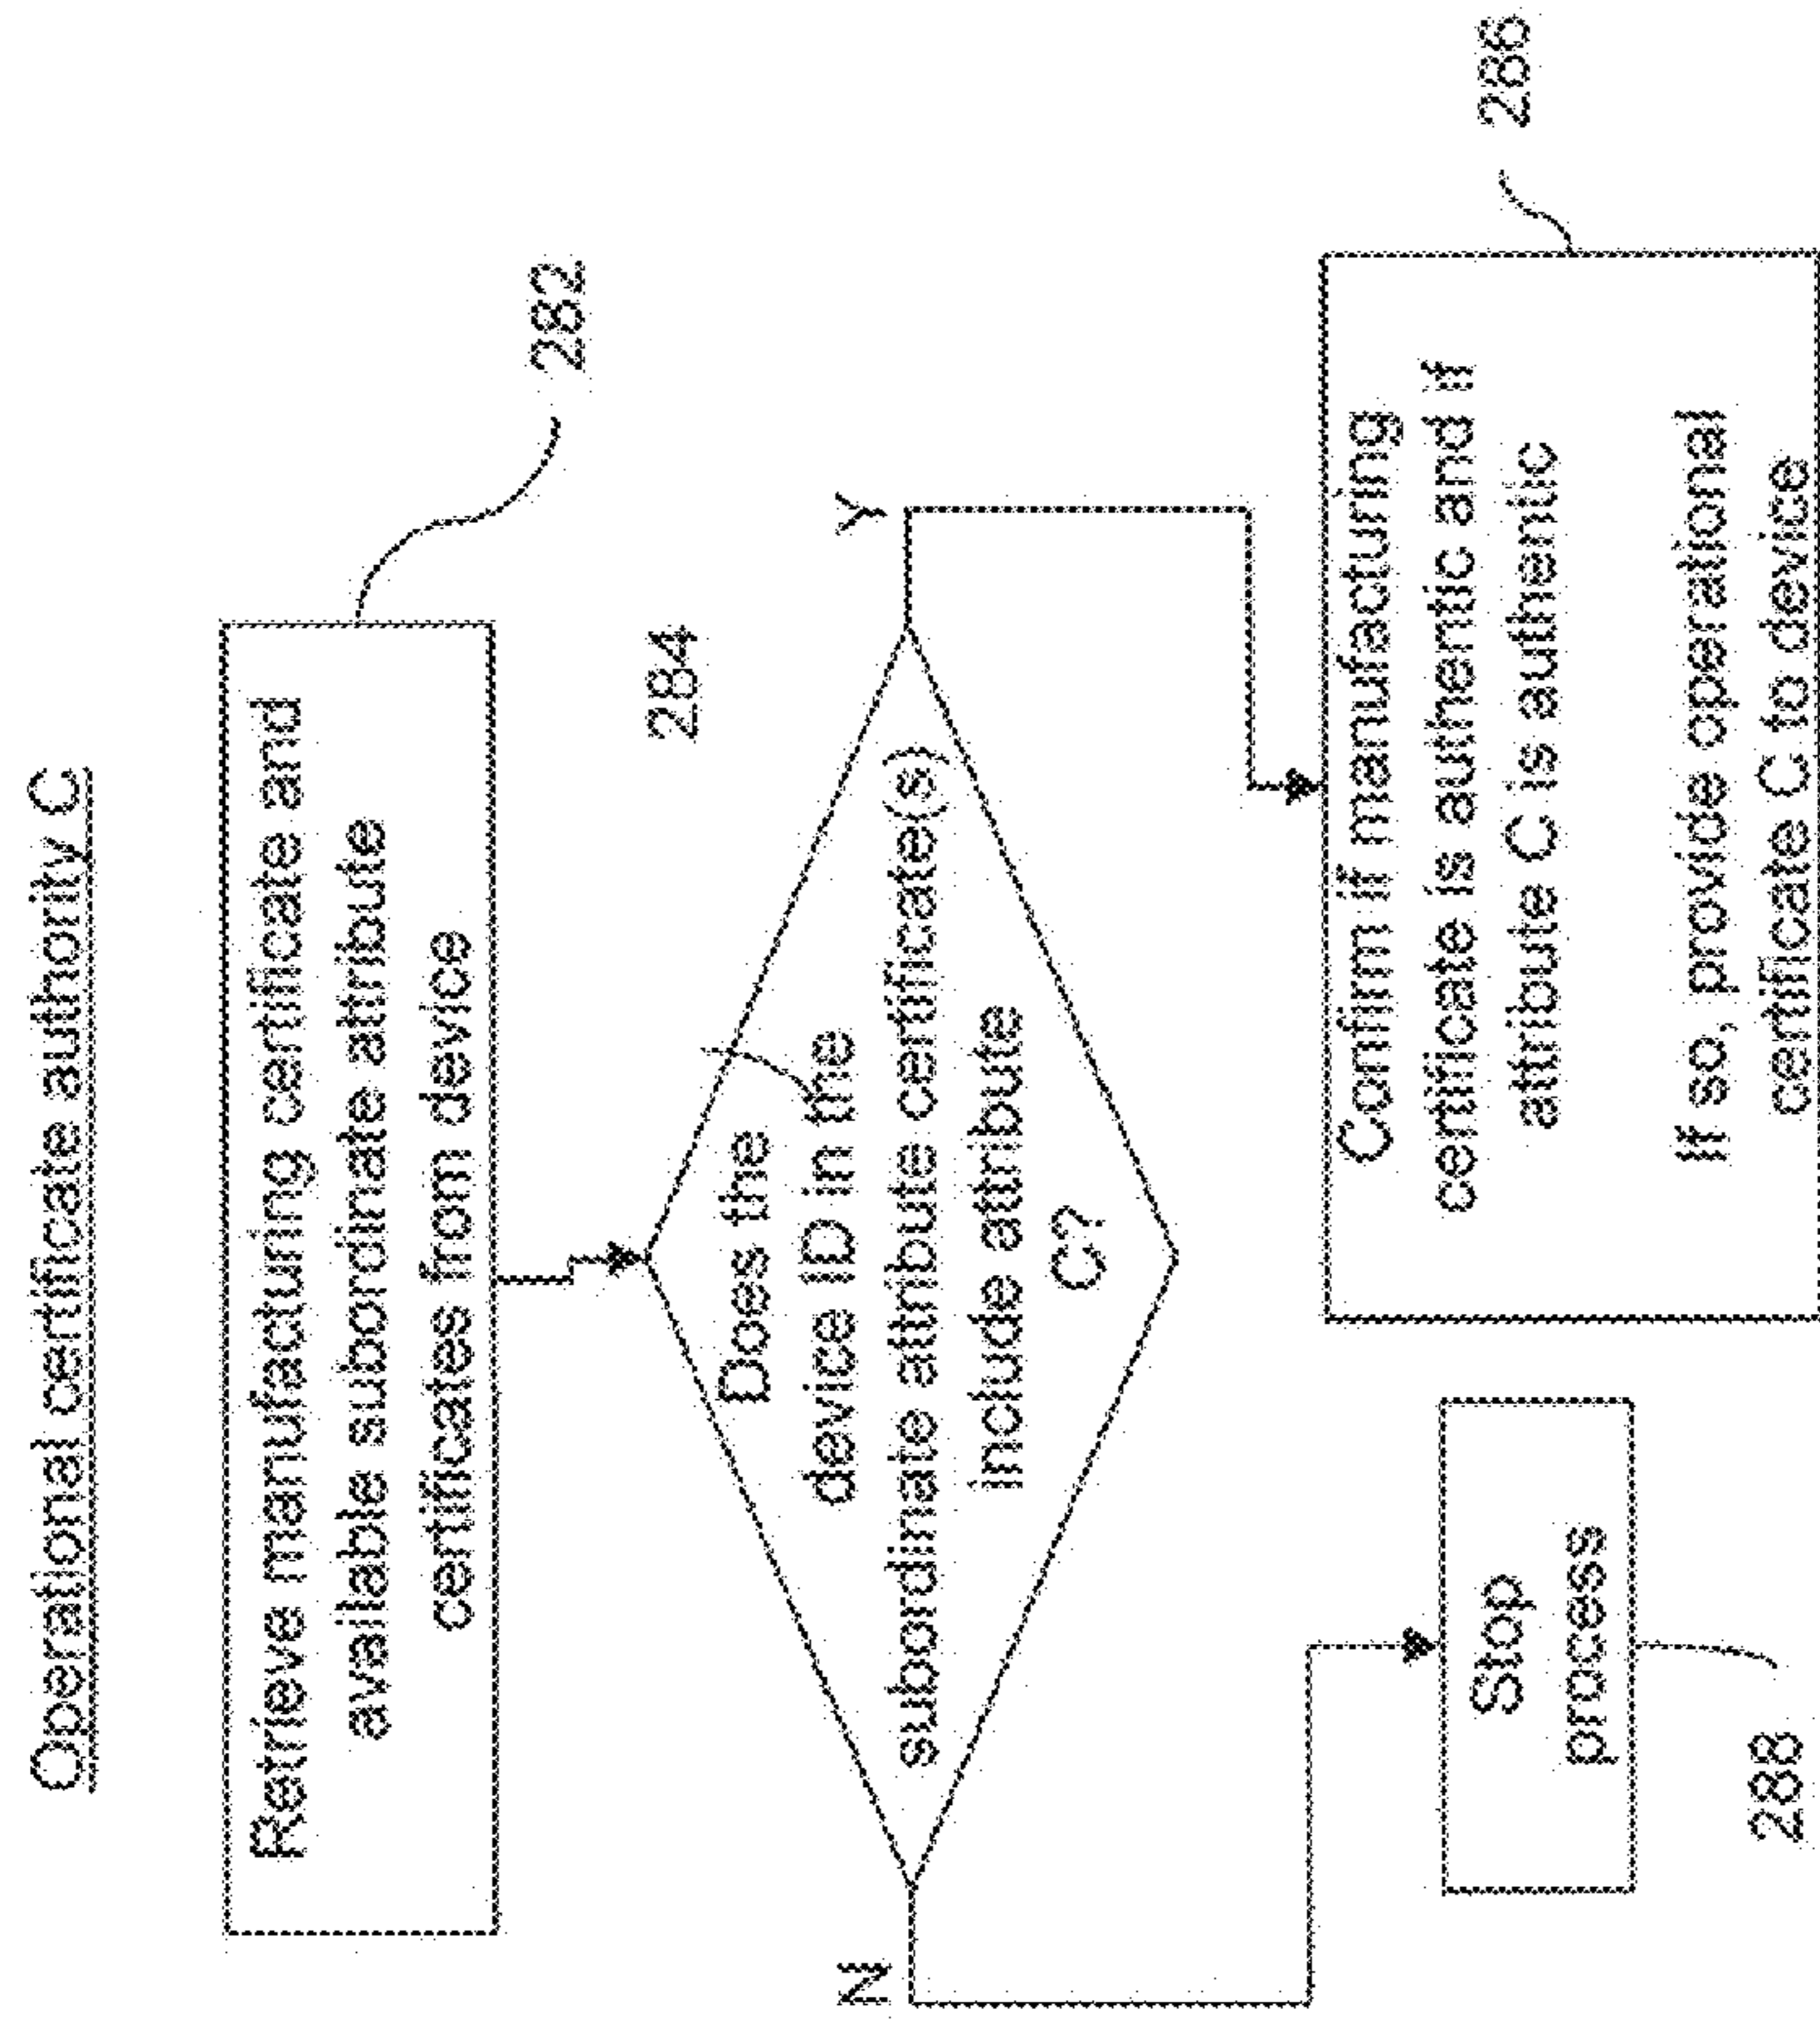 Operational certificate authority C
Retrieve manufacturing certificate and
available subordinate attribute
certificates from device
282
284
Does the
device ID in the
subordinate attribute certificate(s)
include attribute
C?
Y
N
Confirm if manufacturing
certificate is authentic and if
attribute C is authentic
If so, provide operational
certificate C to device
286
Stop
process
288